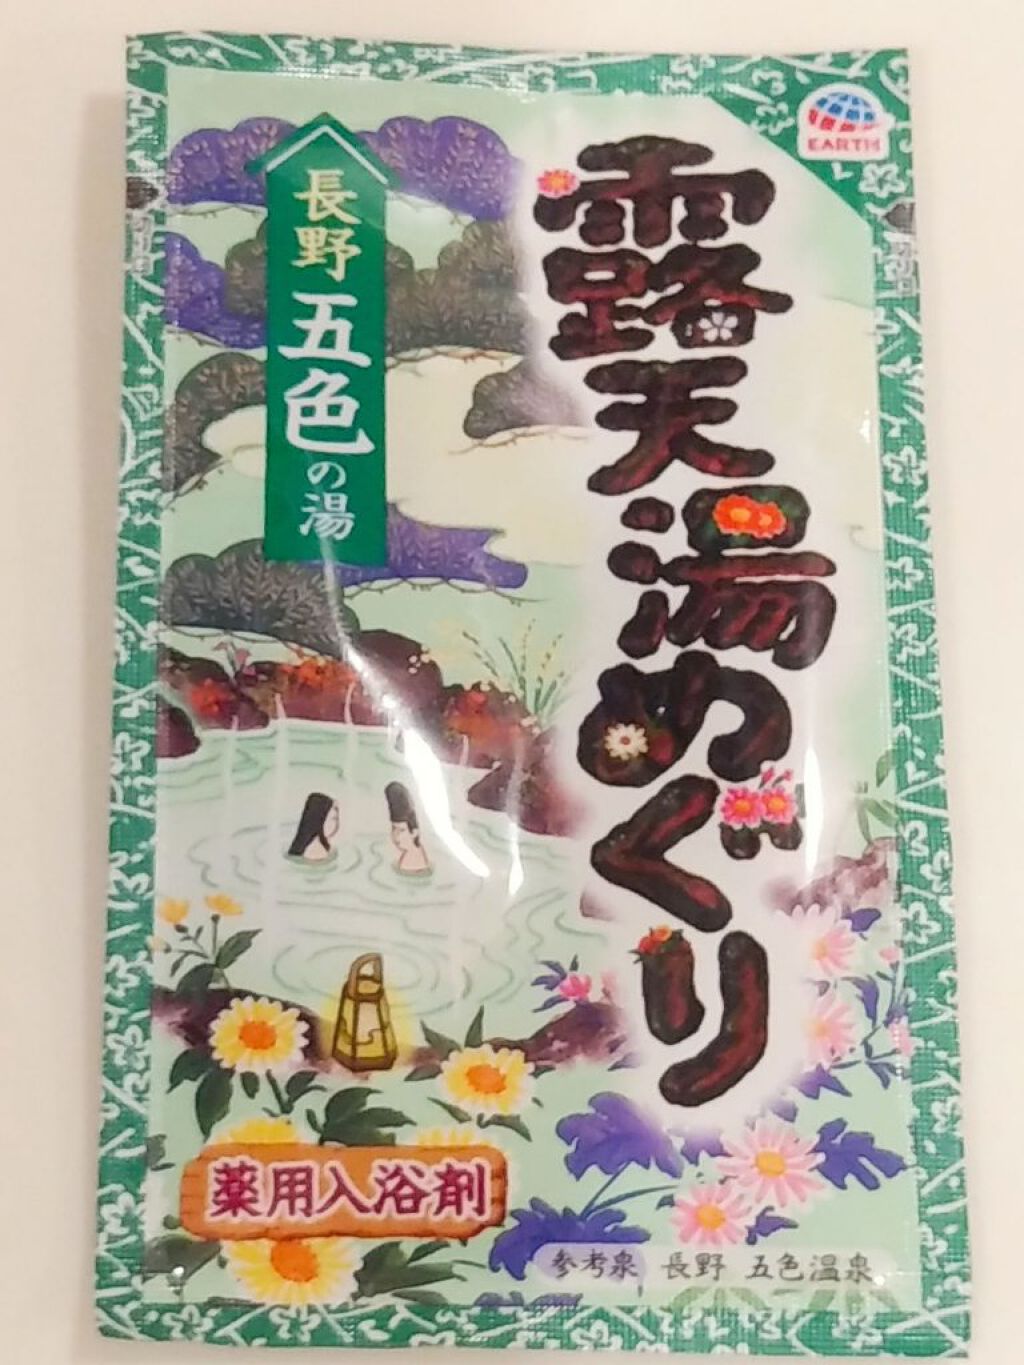 EARTH
露天湯めぐり
長野 五色の湯
薬用入浴剤
参考泉 長野 五色温泉